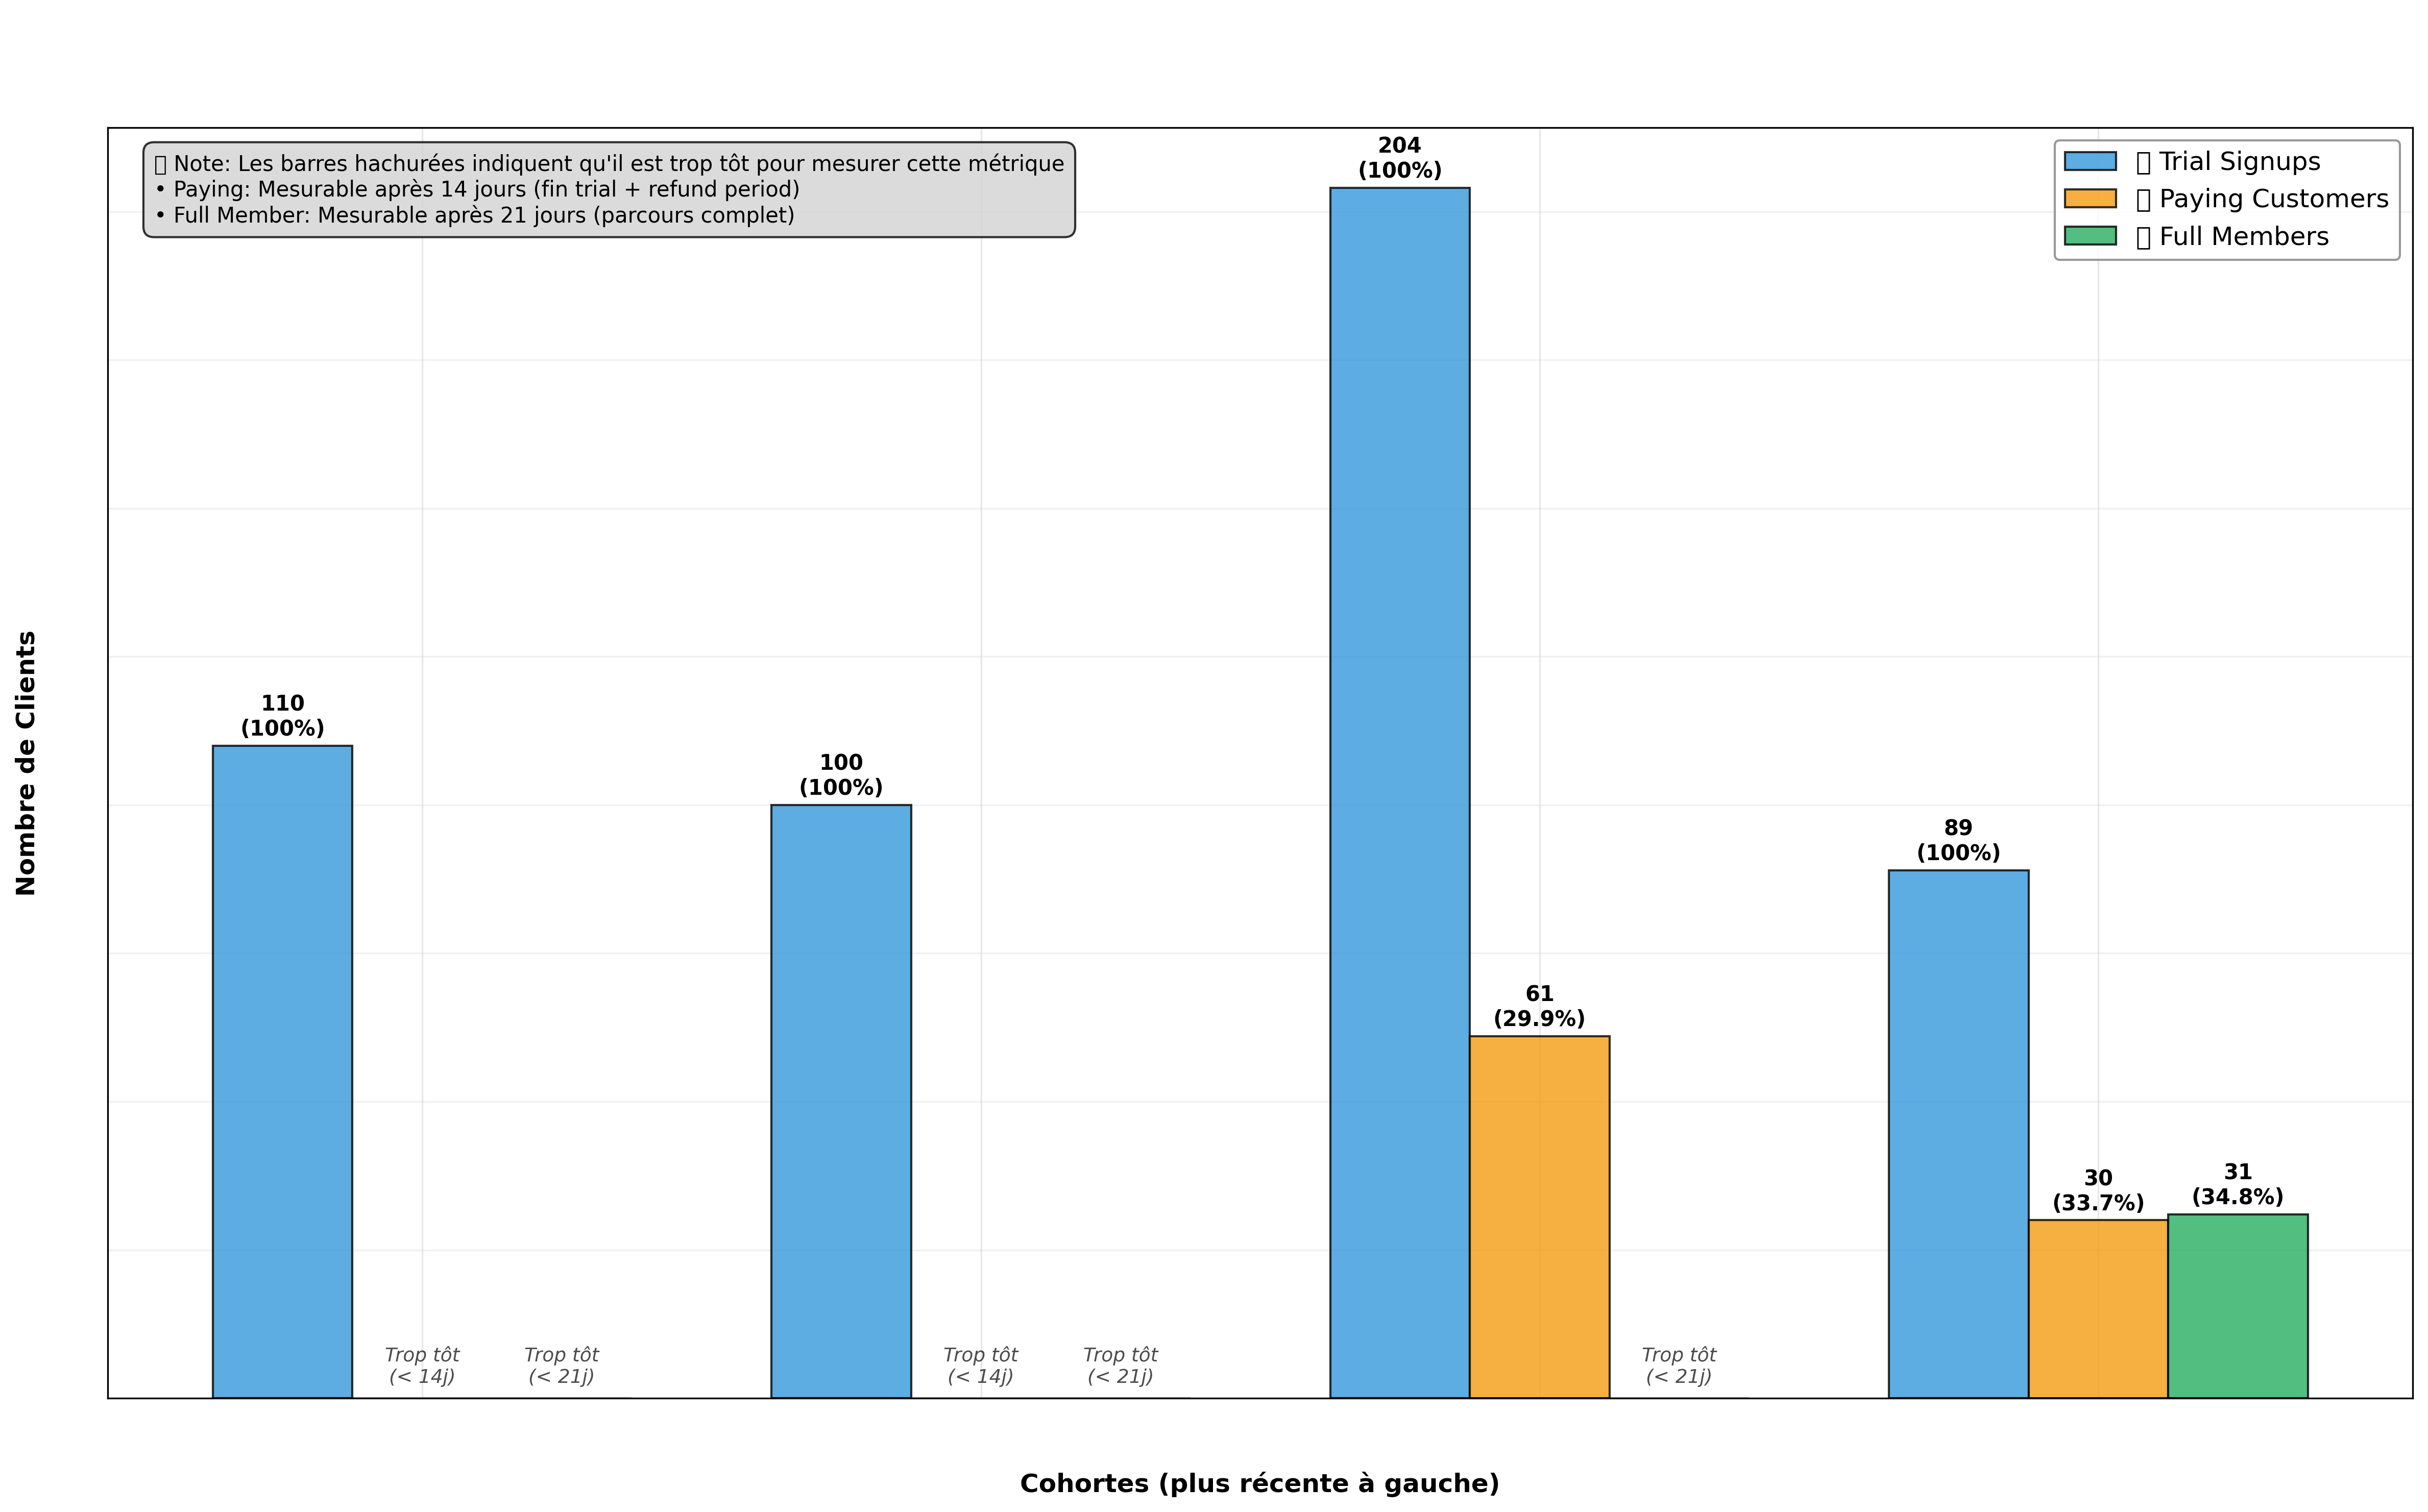 Note: Les barres hachurées indiquent qu'il est trop tôt pour mesurer cette métrique
• Paying: Mesurable après 14 jours (fin trial + refund period)
• Full Member: Mesurable après 21 jours (parcours complet)
Trial Signups
Paying Customers
Full Members
204
(100%)
110
(100%)
100
(100%)
89
(100%)
61
(29.9%)
30
(33.7%)
31
(34.8%)
Trop tôt
(< 14j)
Trop tôt
(< 21j)
Trop tôt
(< 14j)
Trop tôt
(< 21j)
Trop tôt
(< 21j)
Nombre de Clients
Cohortes (plus récente à gauche)